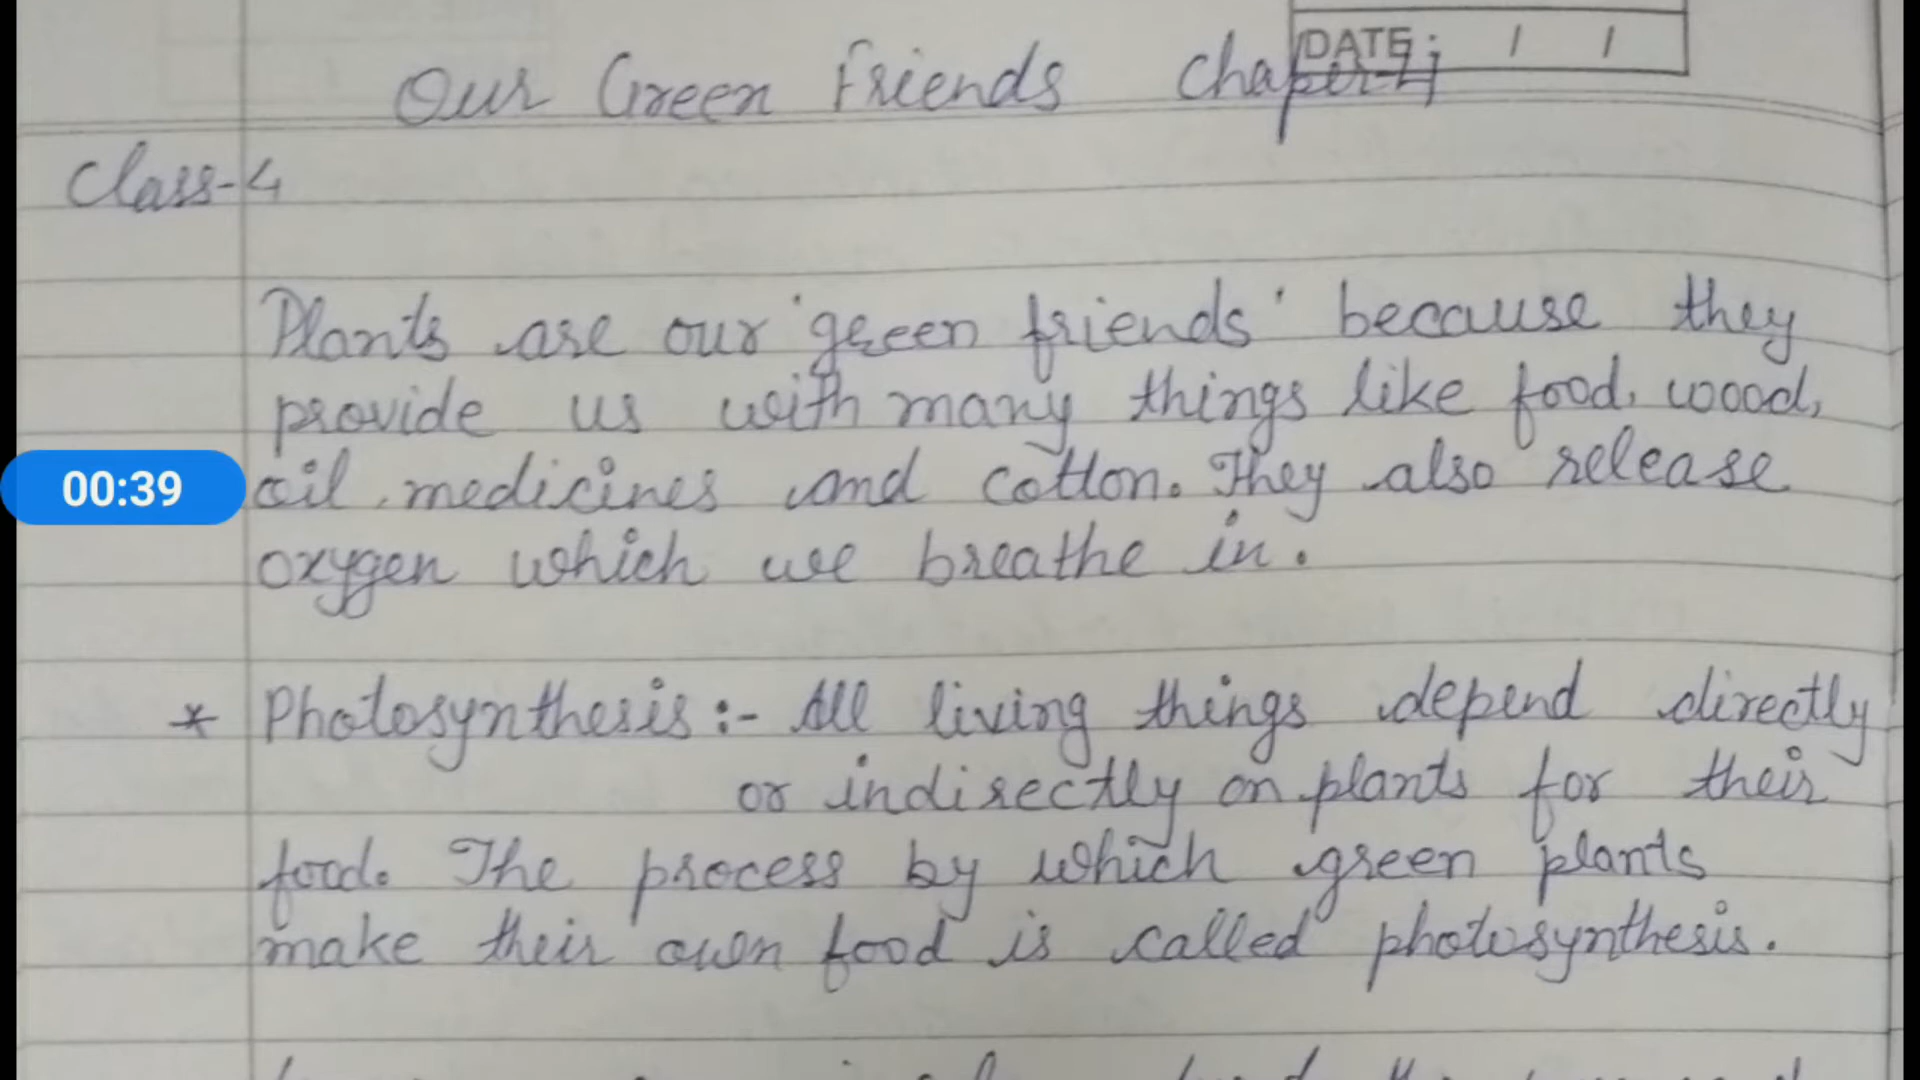 DATE: / /
Our Green Friends
Class-4
Plants are our 'green friends' because they
provide us with many things like food, wood,
00:39
oil, medicines and cotton. They also release
oxygen which we breathe in.
* Photosynthesis:- All living things depend directly
or indirectly on plants for their
food. The process by which green plants
make their own food is called photosynthesis.